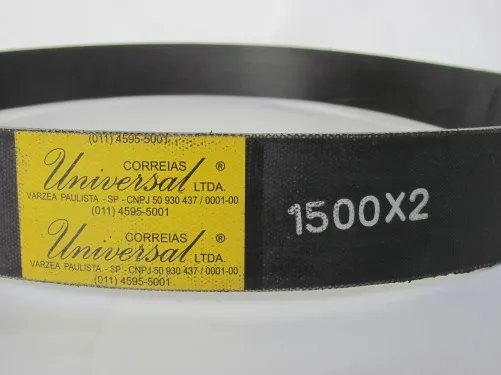 (011) 4595-5001
CORREIAS ®
Universal LTDA.
VARZEA PAULISTA - SP - CNPJ 50 930 437 / 0001-00
(011) 4595-5001
CORREIAS ®
Universal LTDA.
VARZEA PAULISTA - SP - CNPJ 50 930 437 / 0001-00
(011) 4595-5001
1500X2